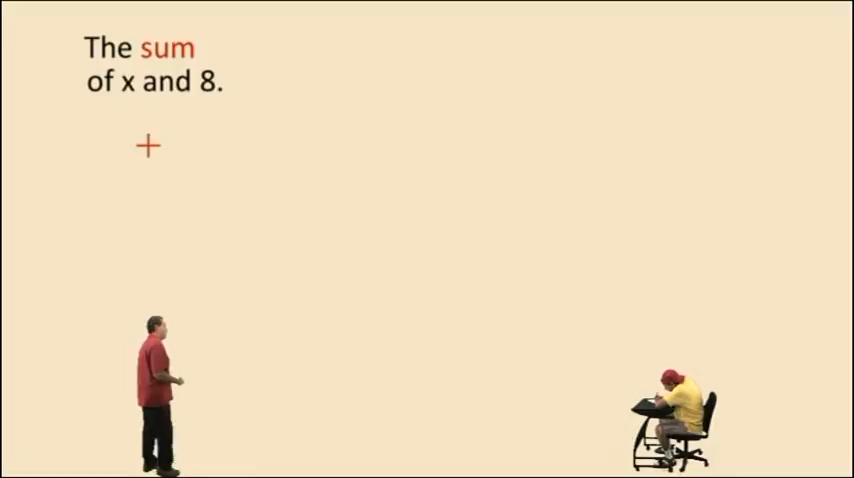 The sum
of x and 8.
+